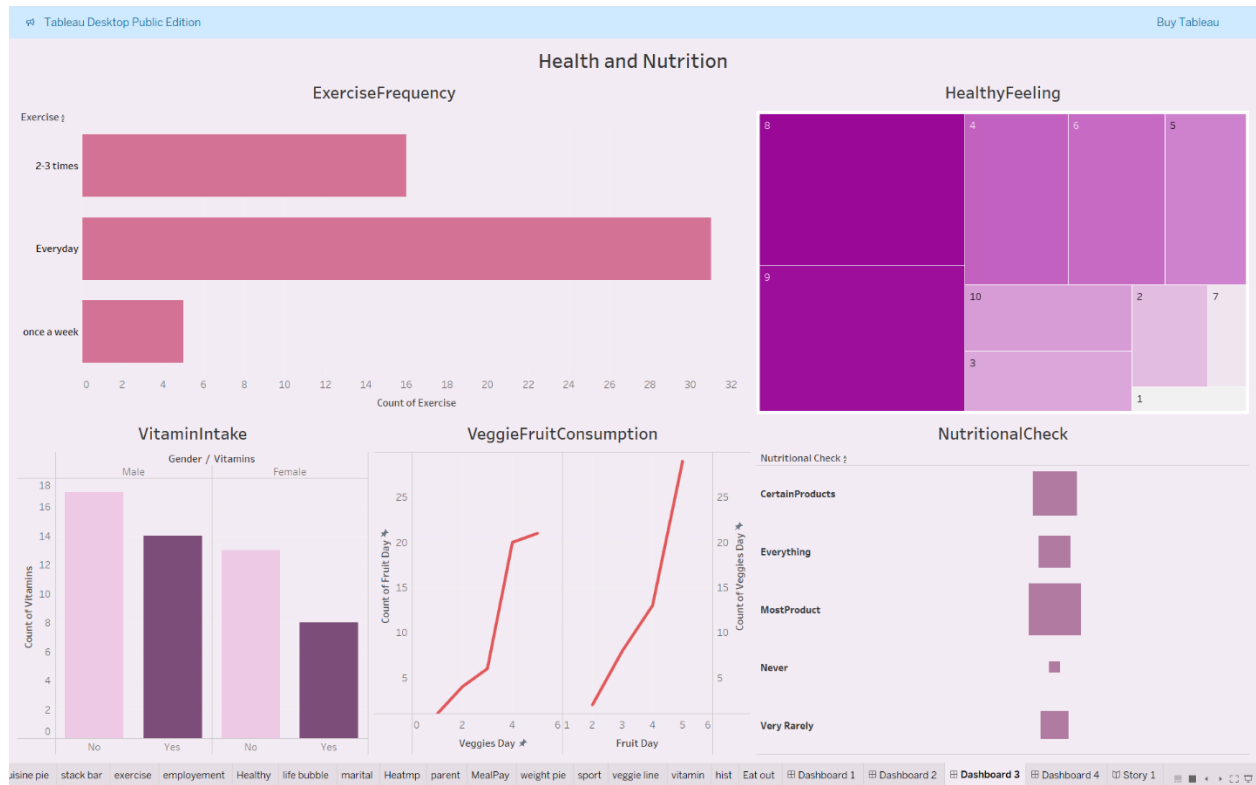 Tableau Desktop Public Edition
Buy Tableau
Health and Nutrition
ExerciseFrequency
Exercise
2-3 times
Everyday
once a week
0 2 4 6 8 10 12 14 16 18 20 22 24 26 28 30 32
Count of Exercise
HealthyFeeling
8
4
6
5
9
10
2
7
3
1
VitaminIntake
Gender / Vitamins
Male
Female
18
16
14
12
10
8
6
4
2
0
Count of Vitamins
No Yes No Yes
VeggieFruitConsumption
25
20
15
10
5
Count of Fruit Day
0 2 4 6
Veggies Day
1 2 3 4 5 6
Fruit Day
25
20
15
10
5
Count of Veggies Day
NutritionalCheck
Nutritional Check
CertainProducts
Everything
MostProduct
Never
Very Rarely
uisine pie stack bar exercise employement Healthy life bubble marital Heatmp parent MealPay weight pie sport veggie line vitamin hist Eat out Dashboard 1 Dashboard 2 Dashboard 3 Dashboard 4 Story 1